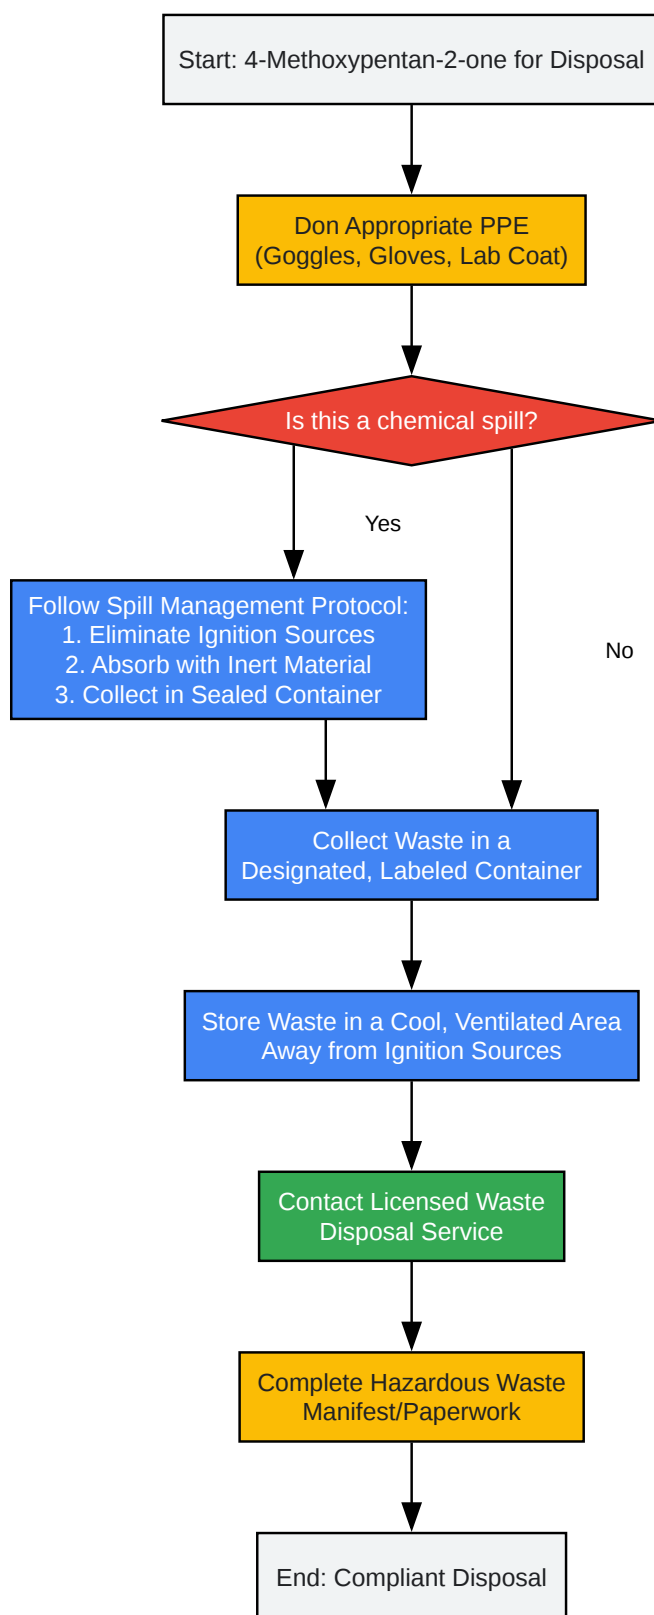 Start: 4-Methoxypentan-2-one for Disposal
Don Appropriate PPE
(Goggles, Gloves, Lab Coat)
Is this a chemical spill?
Yes
Follow Spill Management Protocol:
1. Eliminate Ignition Sources
2. Absorb with Inert Material
3. Collect in Sealed Container
No
Collect Waste in a
Designated, Labeled Container
Store Waste in a Cool, Ventilated Area
Away from Ignition Sources
Contact Licensed Waste
Disposal Service
Complete Hazardous Waste
Manifest/Paperwork
End: Compliant Disposal